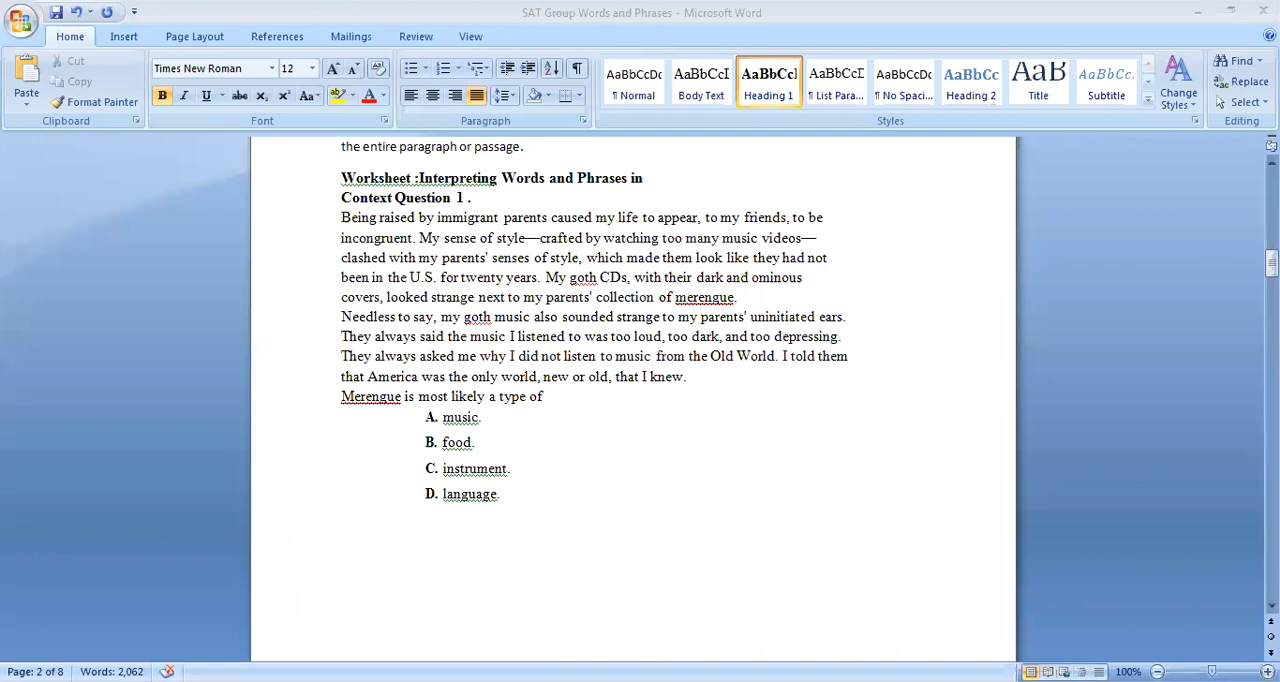 SAT Group Words and Phrases - Microsoft Word
Home Insert Page Layout References Mailings Review View
Paste
Cut
Copy
Format Painter
Clipboard
Times New Roman 12
Font
Paragraph
AaBbCcDc AaBbCcI AaBbCc] AaBbCcI AaBbCcDc AaBbCc AaB AaBbCc.
¶ Normal Body Text Heading 1 ¶ List Para... ¶ No Spaci... Heading 2 Title Subtitle
Change Styles
Styles
Find
Replace
Select
Editing
the entire paragraph or passage.
Worksheet :Interpreting Words and Phrases in
Context Question 1 .
Being raised by immigrant parents caused my life to appear, to my friends, to be
incongruent. My sense of style—crafted by watching too many music videos—
clashed with my parents' senses of style, which made them look like they had not
been in the U.S. for twenty years. My goth CDs, with their dark and ominous
covers, looked strange next to my parents' collection of merengue.
Needless to say, my goth music also sounded strange to my parents' uninitiated ears.
They always said the music I listened to was too loud, too dark, and too depressing.
They always asked me why I did not listen to music from the Old World. I told them
that America was the only world, new or old, that I knew.
Merengue is most likely a type of
A. music.
B. food.
C. instrument.
D. language.
Page: 2 of 8 Words: 2,062 100%